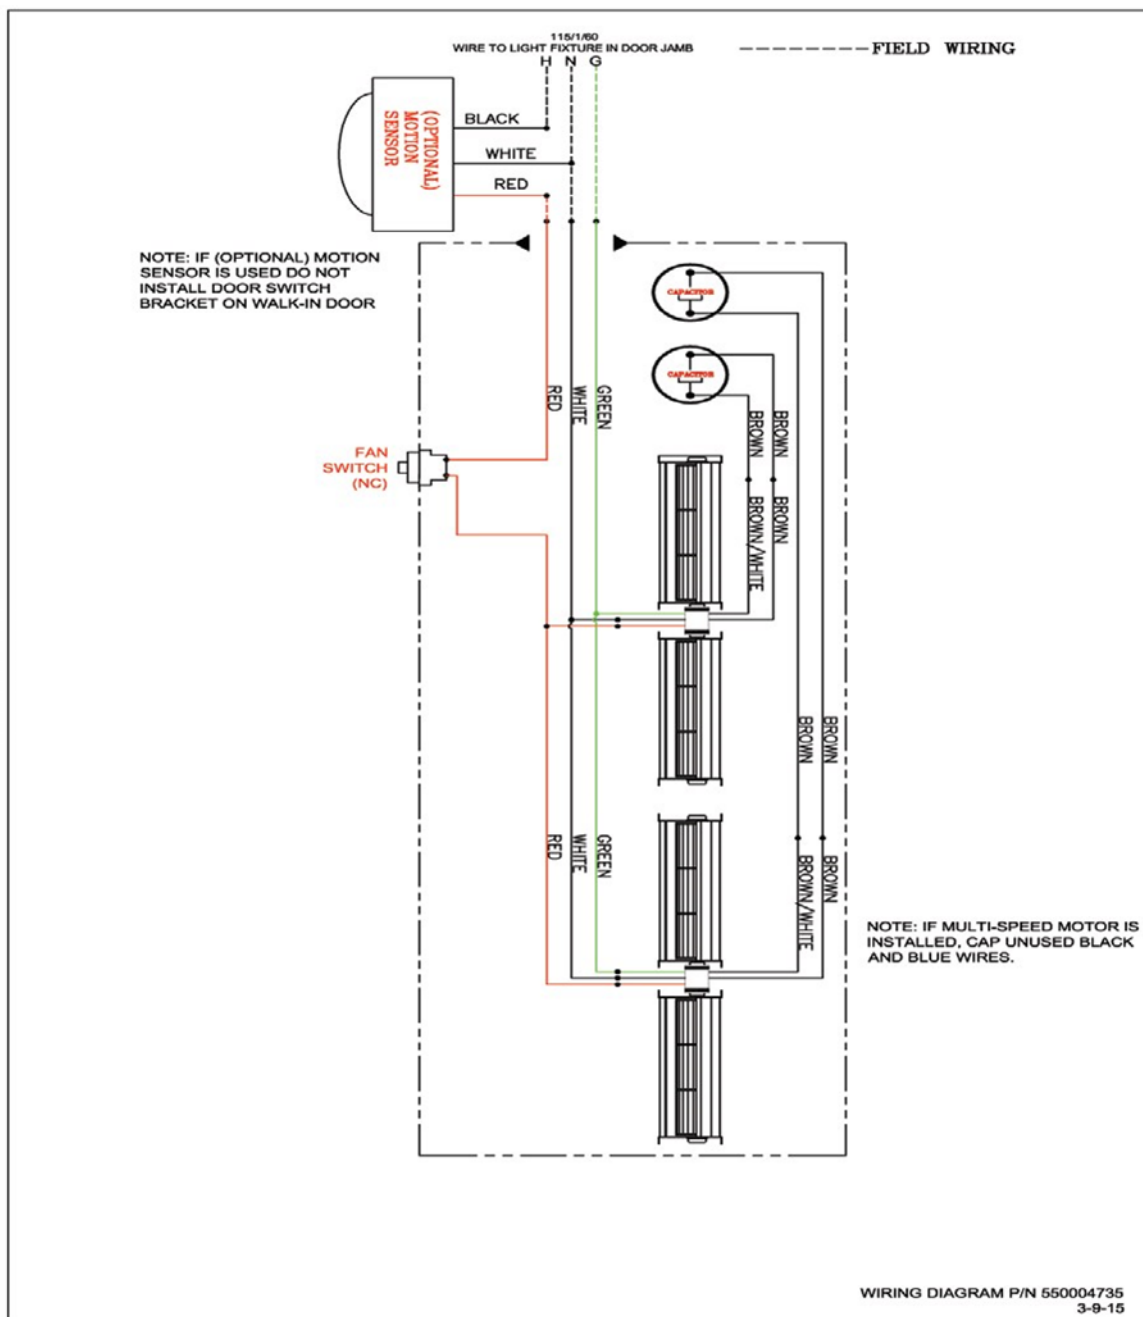 115/1/60
WIRE TO LIGHT FIXTURE IN DOOR JAMB
H N G
FIELD WIRING
BLACK
WHITE
RED
(OPTIONAL)
MOTION
SENSOR
NOTE: IF (OPTIONAL) MOTION
SENSOR IS USED DO NOT
INSTALL DOOR SWITCH
BRACKET ON WALK-IN DOOR
CAPACITOR
CAPACITOR
RED
WHITE
GREEN
BROWN
BROWN
FAN
SWITCH
(NC)
BROWN/WHITE
BROWN
BROWN
BROWN
RED
WHITE
GREEN
BROWN/WHITE
BROWN
NOTE: IF MULTI-SPEED MOTOR IS
INSTALLED, CAP UNUSED BLACK
AND BLUE WIRES.
WIRING DIAGRAM P/N 550004735
3-9-15